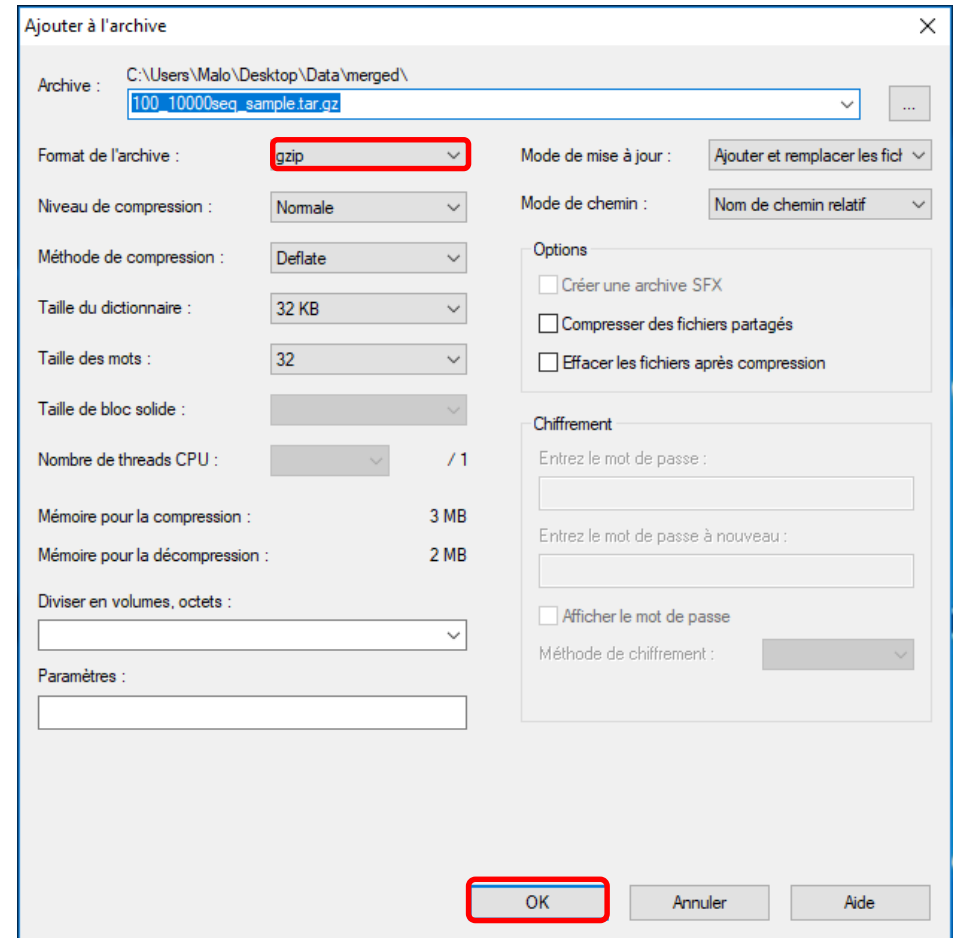 Ajouter à l'archive
Archive :
C:\Users\Malo\Desktop\Data\merged\
100_10000seq_sample.tar.gz
...
Format de l'archive :
gzip
Niveau de compression :
Normale
Méthode de compression :
Deflate
Taille du dictionnaire :
32 KB
Taille des mots :
32
Taille de bloc solide :
Nombre de threads CPU :
/ 1
Mémoire pour la compression :
3 MB
Mémoire pour la décompression :
2 MB
Diviser en volumes, octets :
Paramètres :
Mode de mise à jour :
Ajouter et remplacer les fich
Mode de chemin :
Nom de chemin relatif
Options
Créer une archive SFX
Compresser des fichiers partagés
Effacer les fichiers après compression
Chiffrement
Entrez le mot de passe :
Entrez le mot de passe à nouveau :
Afficher le mot de passe
Méthode de chiffrement :
OK
Annuler
Aide